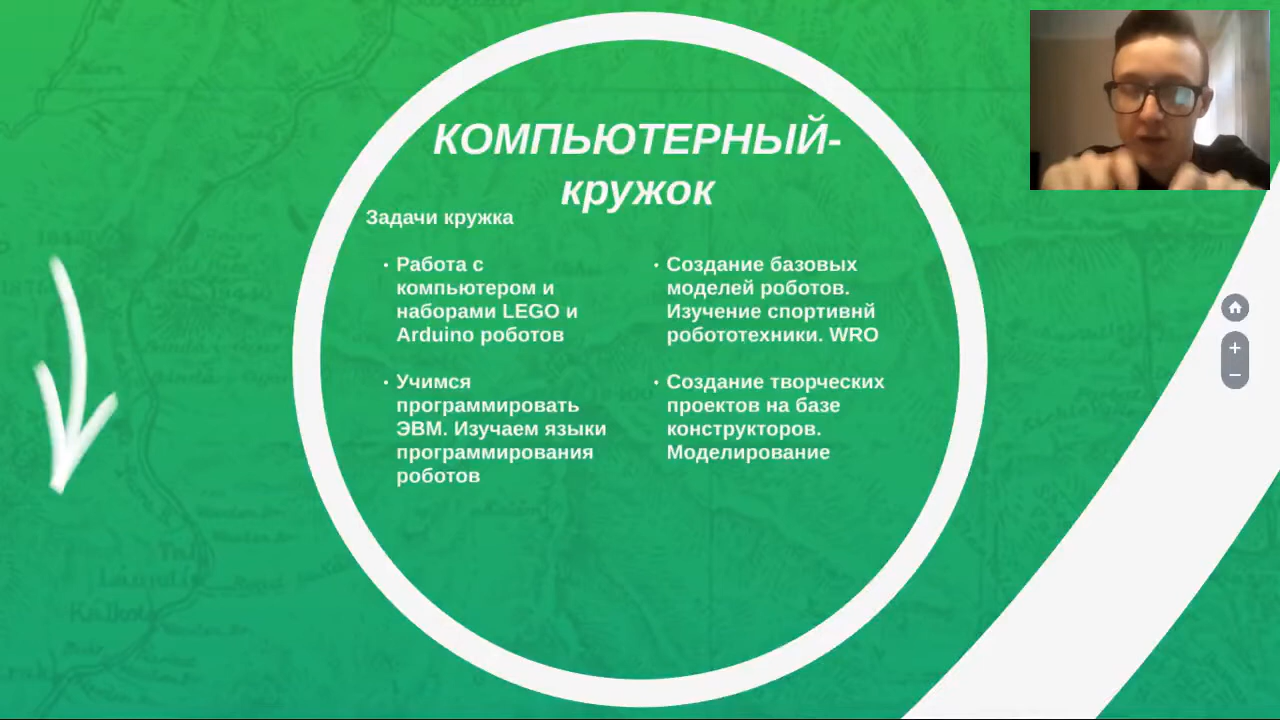 КОМПЬЮТЕРНЫЙ-
кружок
Задачи кружка
• Работа с
компьютером и
наборами LEGO и
Arduino роботов
• Учимся
программировать
ЭВМ. Изучаем языки
программирования
роботов
• Создание базовых
моделей роботов.
Изучение спортивнй
робототехники. WRO
• Создание творческих
проектов на базе
конструкторов.
Моделирование